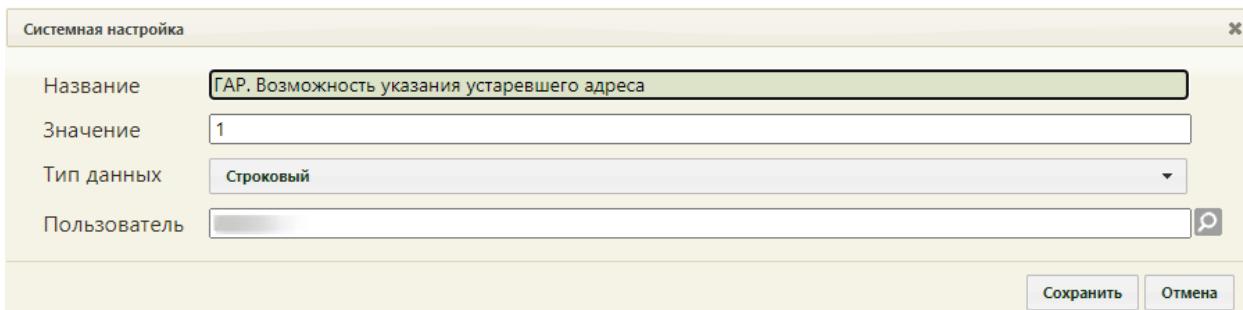 Системная настройка
Название ГАР. Возможность указания устаревшего адреса
Значение 1
Тип данных Строковый
Пользователь
Сохранить Отмена